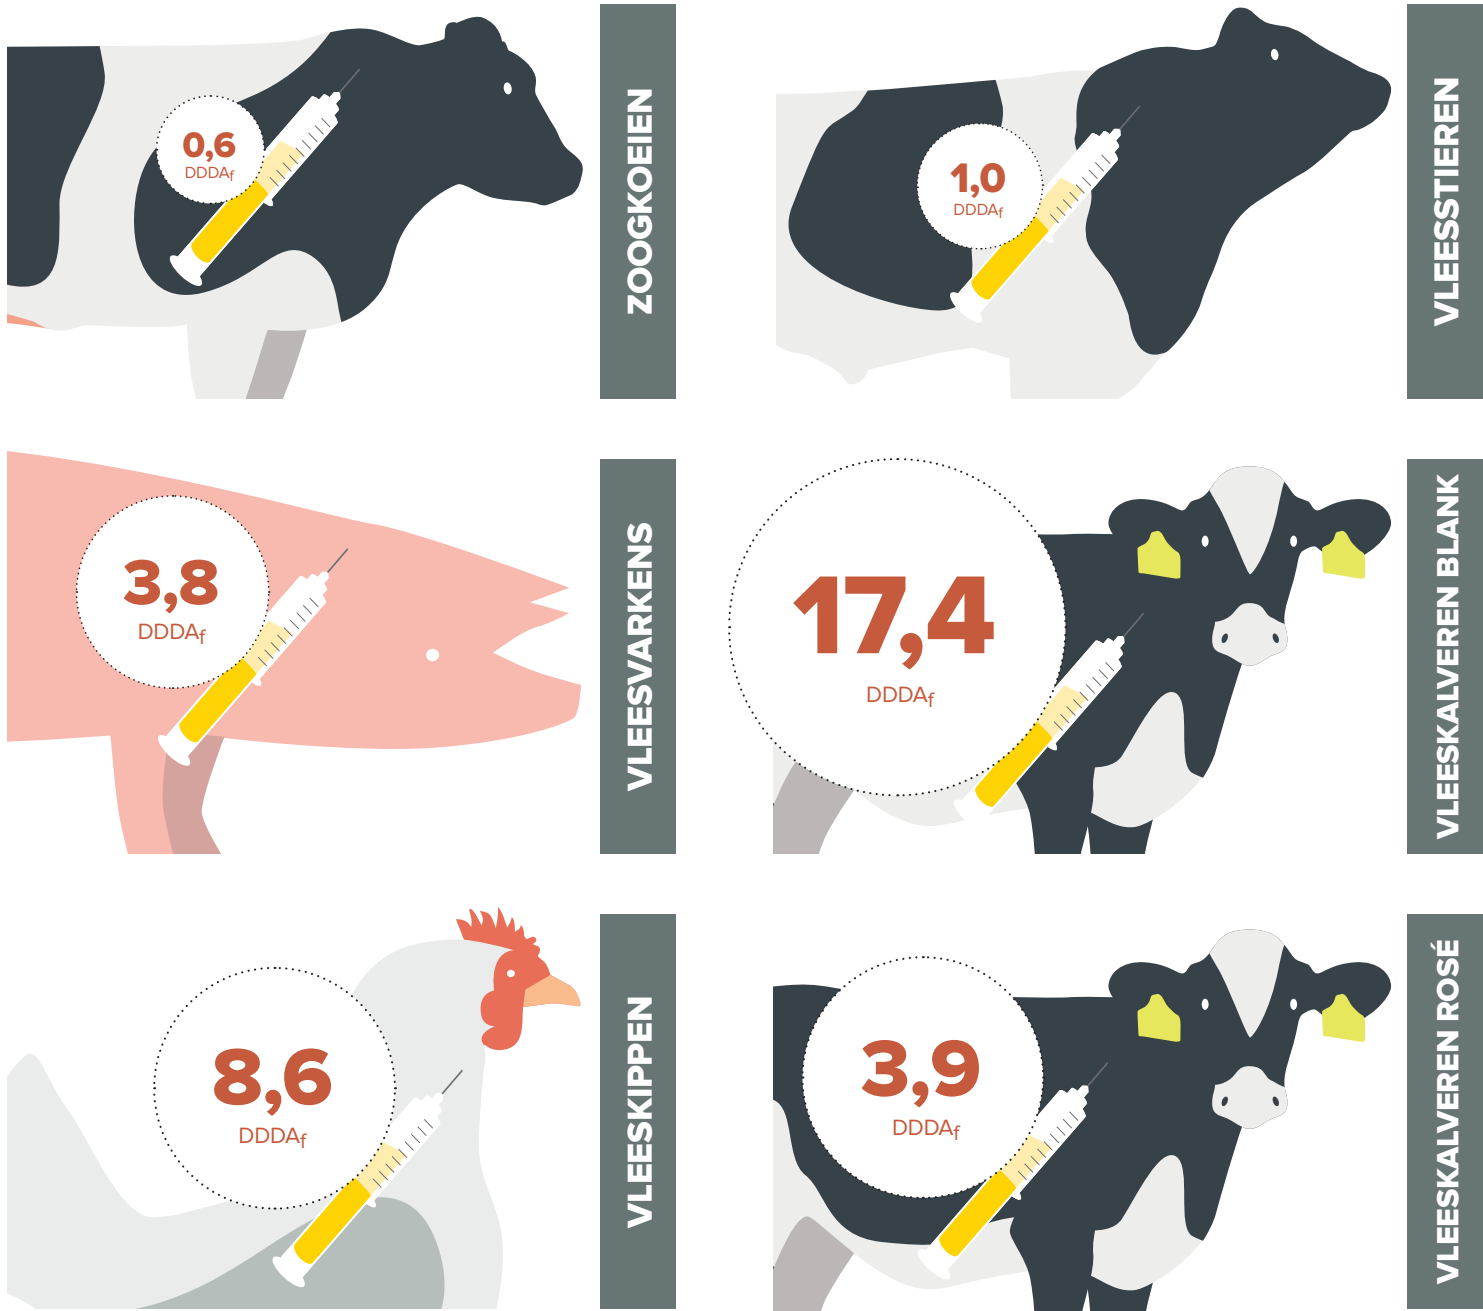 0,6
DDDAf
ZOOGKOEIEN
1,0
DDDAf
VLEESSTIEREN
3,8
DDDAf
VLEESVARKENS
17,4
DDDAf
VLEESKALVEREN BLANK
8,6
DDDAf
VLEESKIPPEN
3,9
DDDAf
VLEESKALVEREN ROSÉ